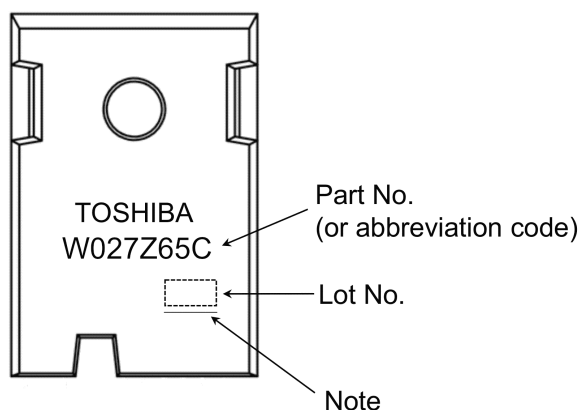 TOSHIBA
W027Z65C
Part No.
(or abbreviation code)
Lot No.
Note